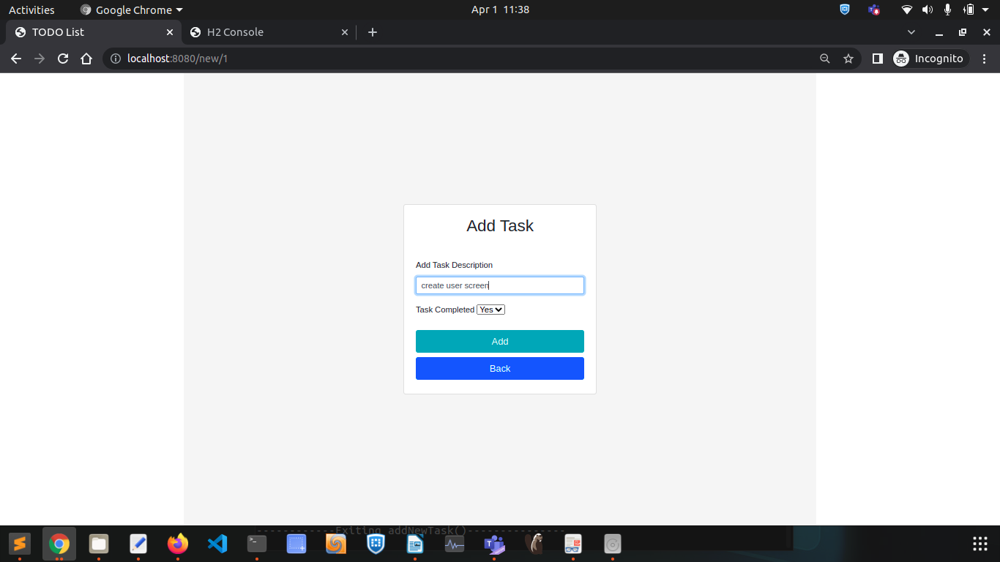 Activities
Google Chrome
Apr 1 11:38
TODO List
H2 Console
localhost:8080/new/1
Incognito
Add Task
Add Task Description
create user screen
Task Completed Yes
Add
Back
------------Exiting addNewTask()---------------